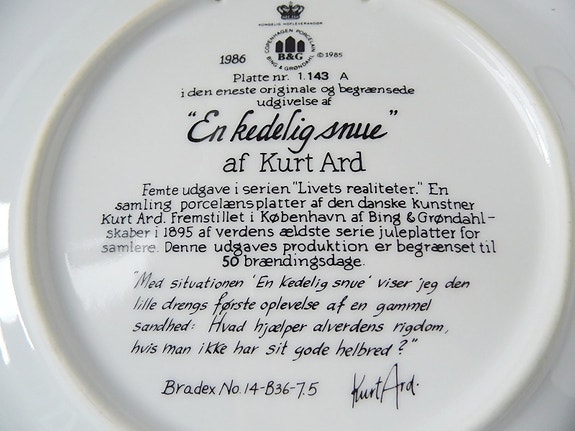 KONGELIG HOFLEVERANDØR
1986
COPENHAGEN PORCELAIN
B&G
BING & GRØNDAHL
©1985
Platte nr. 1.143 A
i den eneste originale og begrænsede
udgivelse af
"En kedelig snue"
af Kurt Ard
Femte udgave i serien "Livets realiteter." En
samling porcelænsplatter af den danske kunstner
Kurt Ard. Fremstillet i København af Bing & Grøndahl-
skaber i 1895 af verdens ældste serie juleplatter for
samlere. Denne udgaves produktion er begrænset til
50 brændingsdage.
"Med situationen 'En kedelig snue' viser jeg den
lille drengs første oplevelse af en gammel
sandhed: Hvad hjælper alverdens rigdom,
hvis man ikke har sit gode helbred?"
Bradex No. 14-B36-7.5
Kurt Ard.